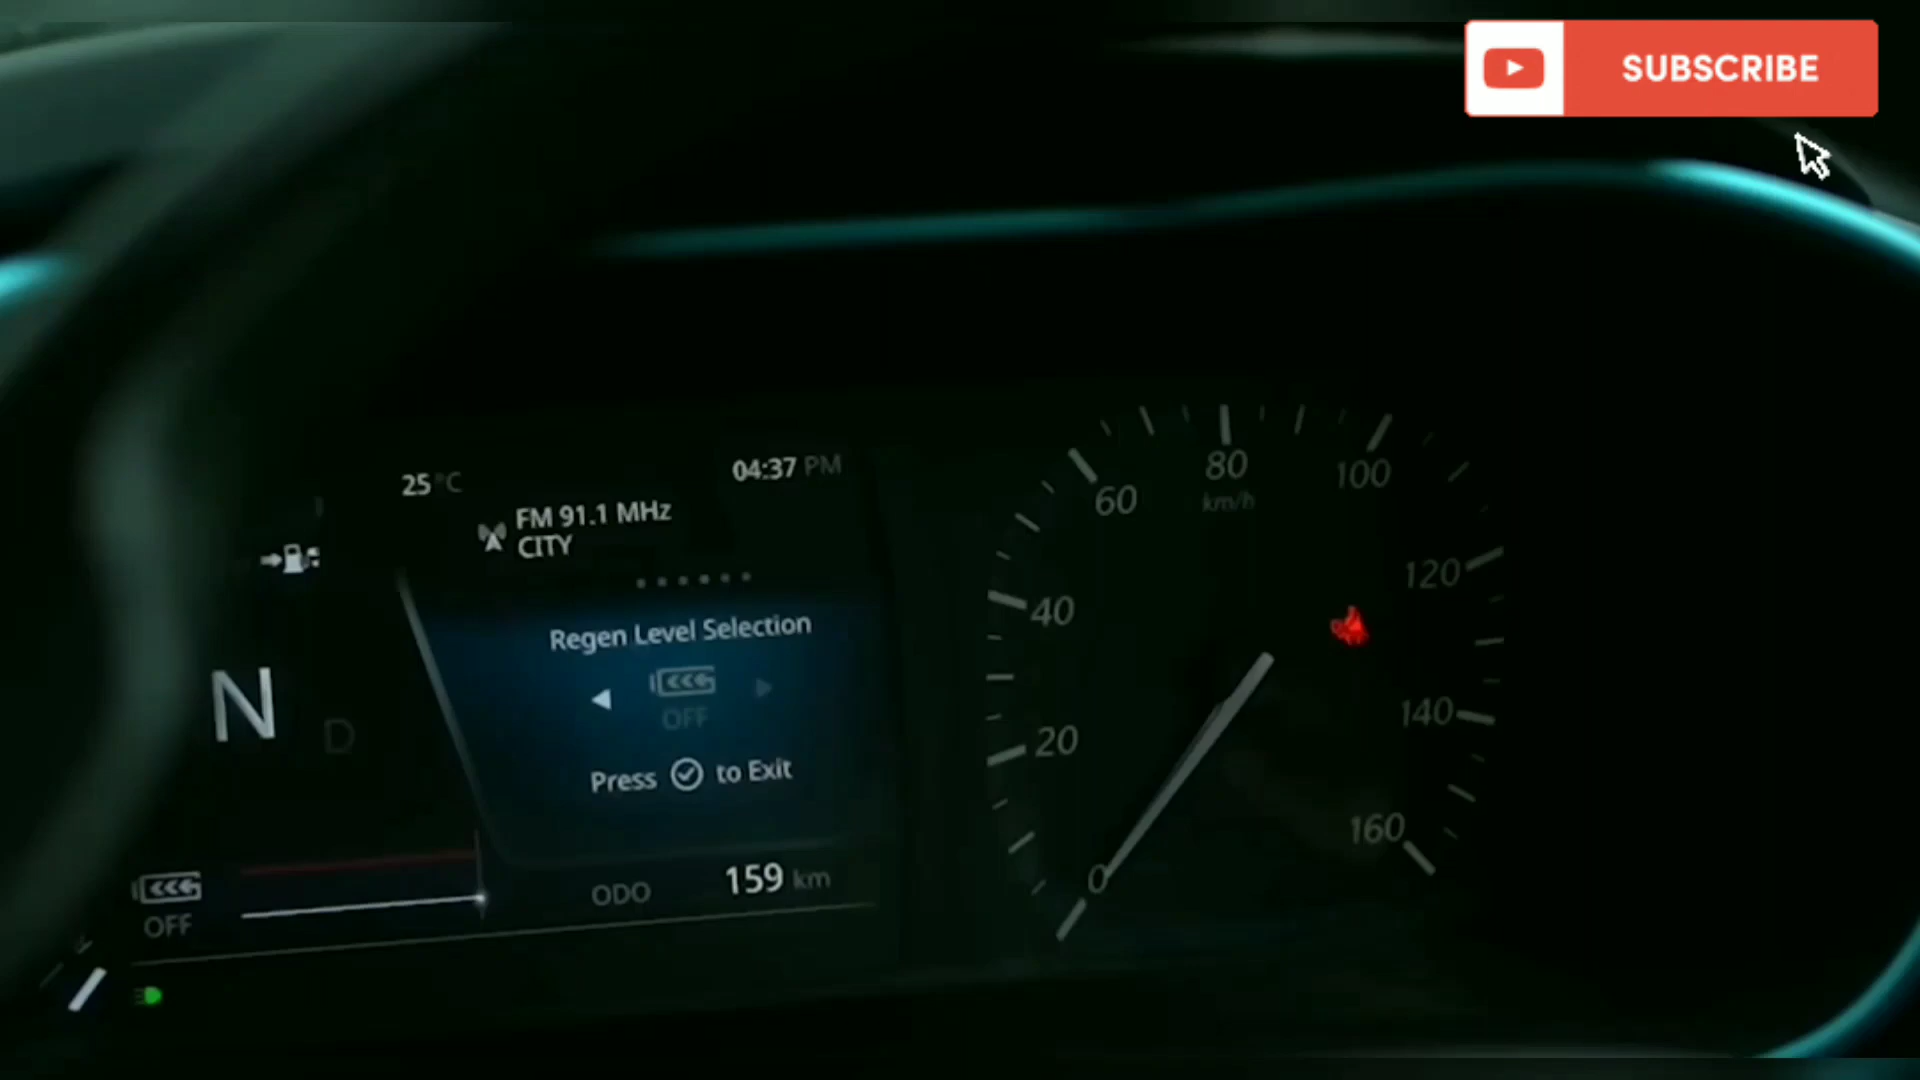 SUBSCRIBE
25 °C
04:37 PM
FM 91.1 MHz
CITY
Regen Level Selection
OFF
Press to Exit
N
D
OFF
ODO 159 km
0
20
40
60
80
km/h
100
120
140
160